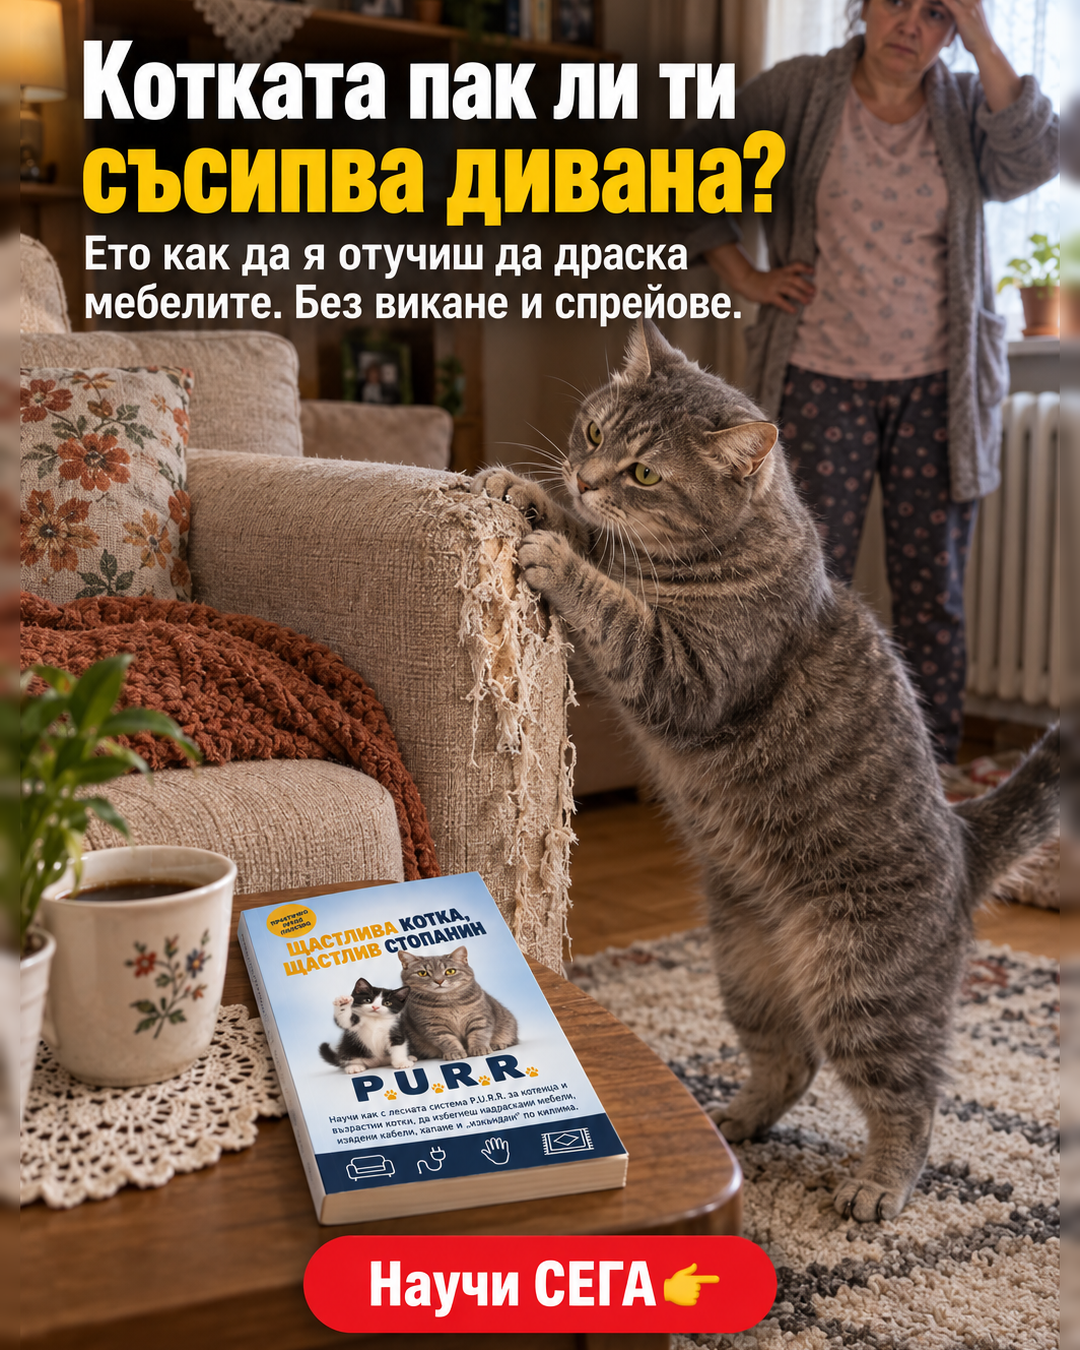 Котката пак ли ти
съсипва дивана?
Ето как да я отучиш да драска
мебелите. Без викане и спрейове.
ЩАСТЛИВА КОТКА,
ЩАСТЛИВ СТОПАНИН
P.U.R.R.
Научи как с лесната система P.U.R.R. за котенца и
възрастни котки, да избегнеш надраскани мебели,
изядени кабели, хапане и по килима.
Научи СЕГА👉